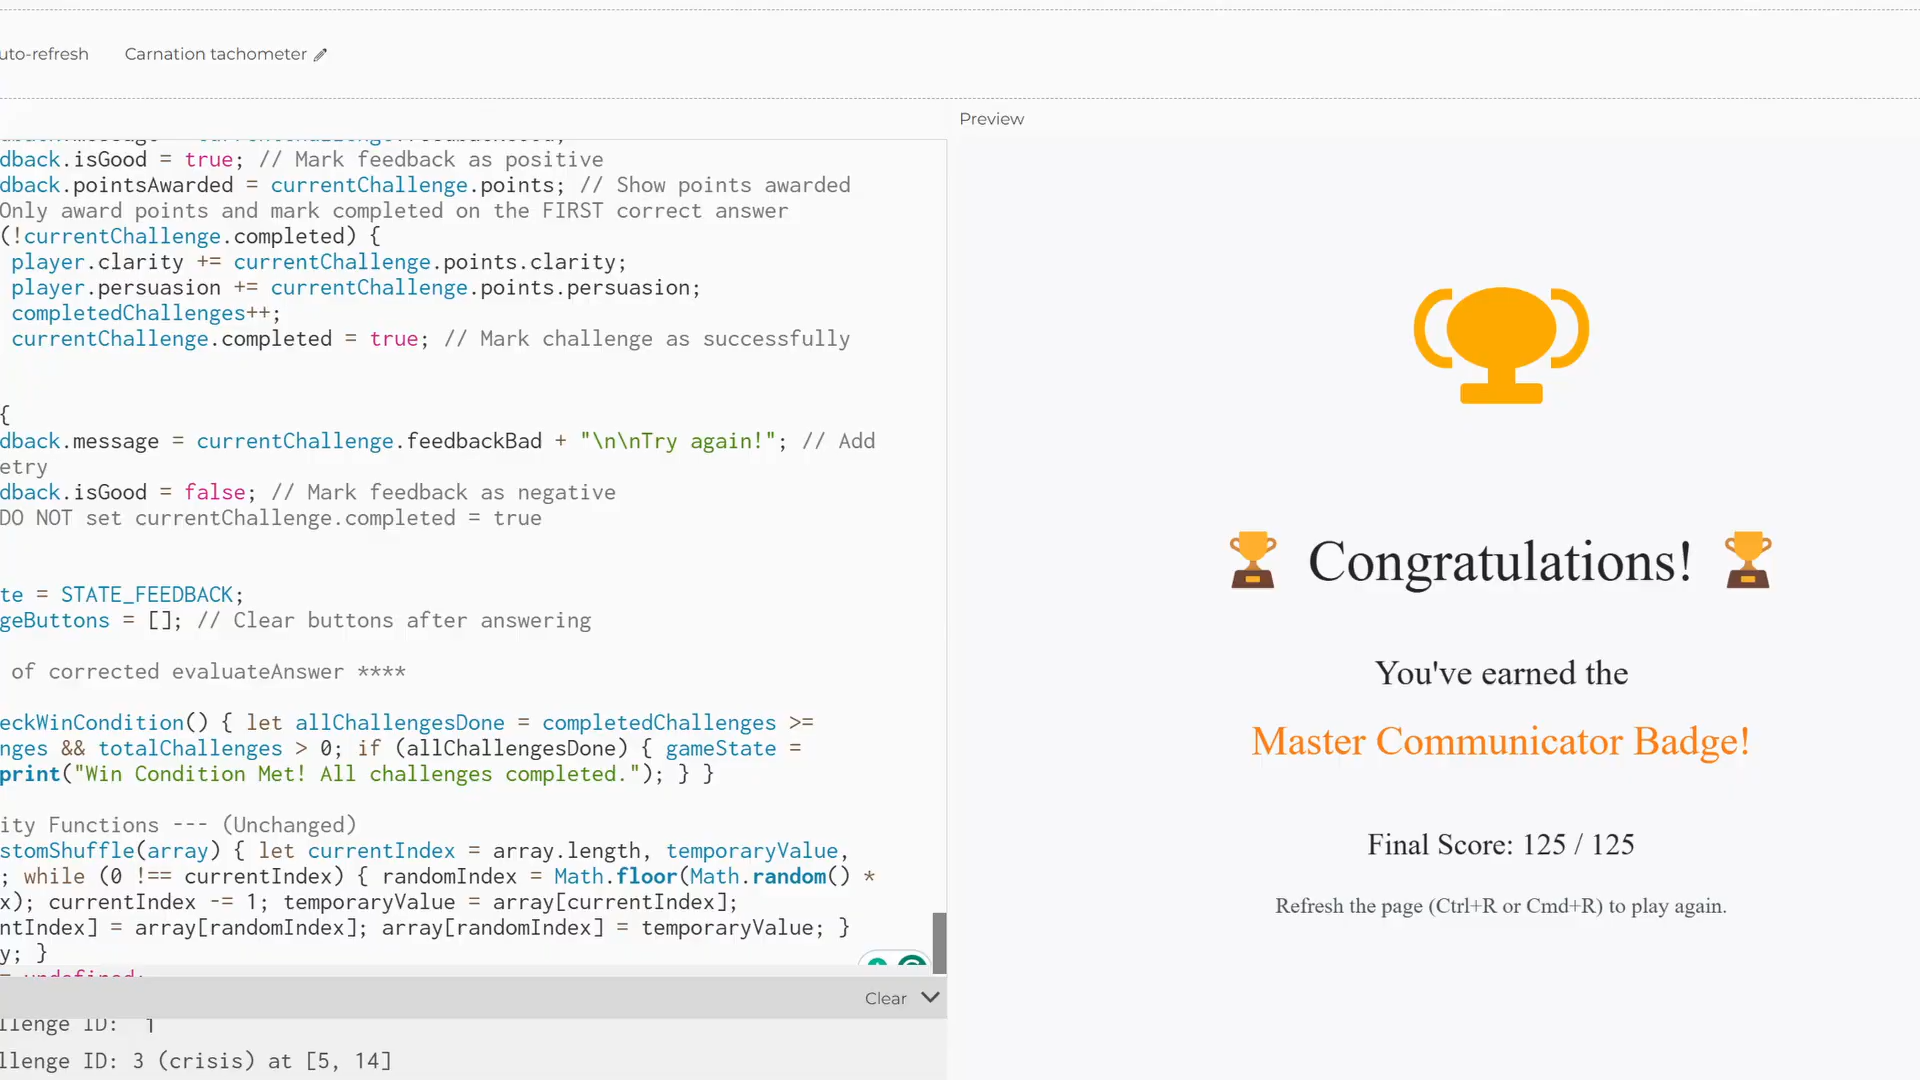 uto-refresh
Carnation tachometer
Preview
dback.isGood = true; // Mark feedback as positive
dback.pointsAwarded = currentChallenge.points; // Show points awarded
Only award points and mark completed on the FIRST correct answer
(!currentChallenge.completed) {
player.clarity += currentChallenge.points.clarity;
player.persuasion += currentChallenge.points.persuasion;
completedChallenges++;
currentChallenge.completed = true; // Mark challenge as successfully
{
dback.message = currentChallenge.feedbackBad + "\n\nTry again!"; // Add
etry
dback.isGood = false; // Mark feedback as negative
DO NOT set currentChallenge.completed = true
te = STATE_FEEDBACK;
geButtons = []; // Clear buttons after answering
of corrected evaluateAnswer ****
eckWinCondition() { let allChallengesDone = completedChallenges >=
nges && totalChallenges > 0; if (allChallengesDone) { gameState =
print("Win Condition Met! All challenges completed."); } }
ity Functions --- (Unchanged)
stomShuffle(array) { let currentIndex = array.length, temporaryValue,
; while (0 !== currentIndex) { randomIndex = Math.floor(Math.random() *
x); currentIndex -= 1; temporaryValue = array[currentIndex];
ntIndex] = array[randomIndex]; array[randomIndex] = temporaryValue; }
y; }
= undefined;
Clear
llenge ID: 1
llenge ID: 3 (crisis) at [5, 14]
Congratulations!
You've earned the
Master Communicator Badge!
Final Score: 125 / 125
Refresh the page (Ctrl+R or Cmd+R) to play again.